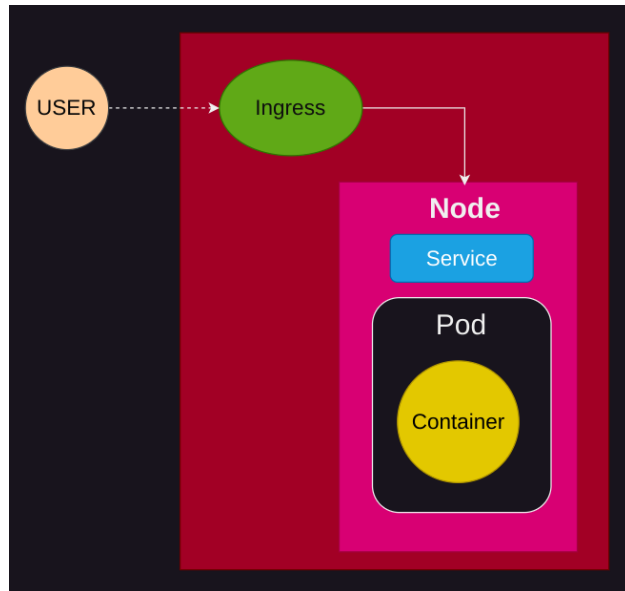 USER
Ingress
Node
Service
Pod
Container